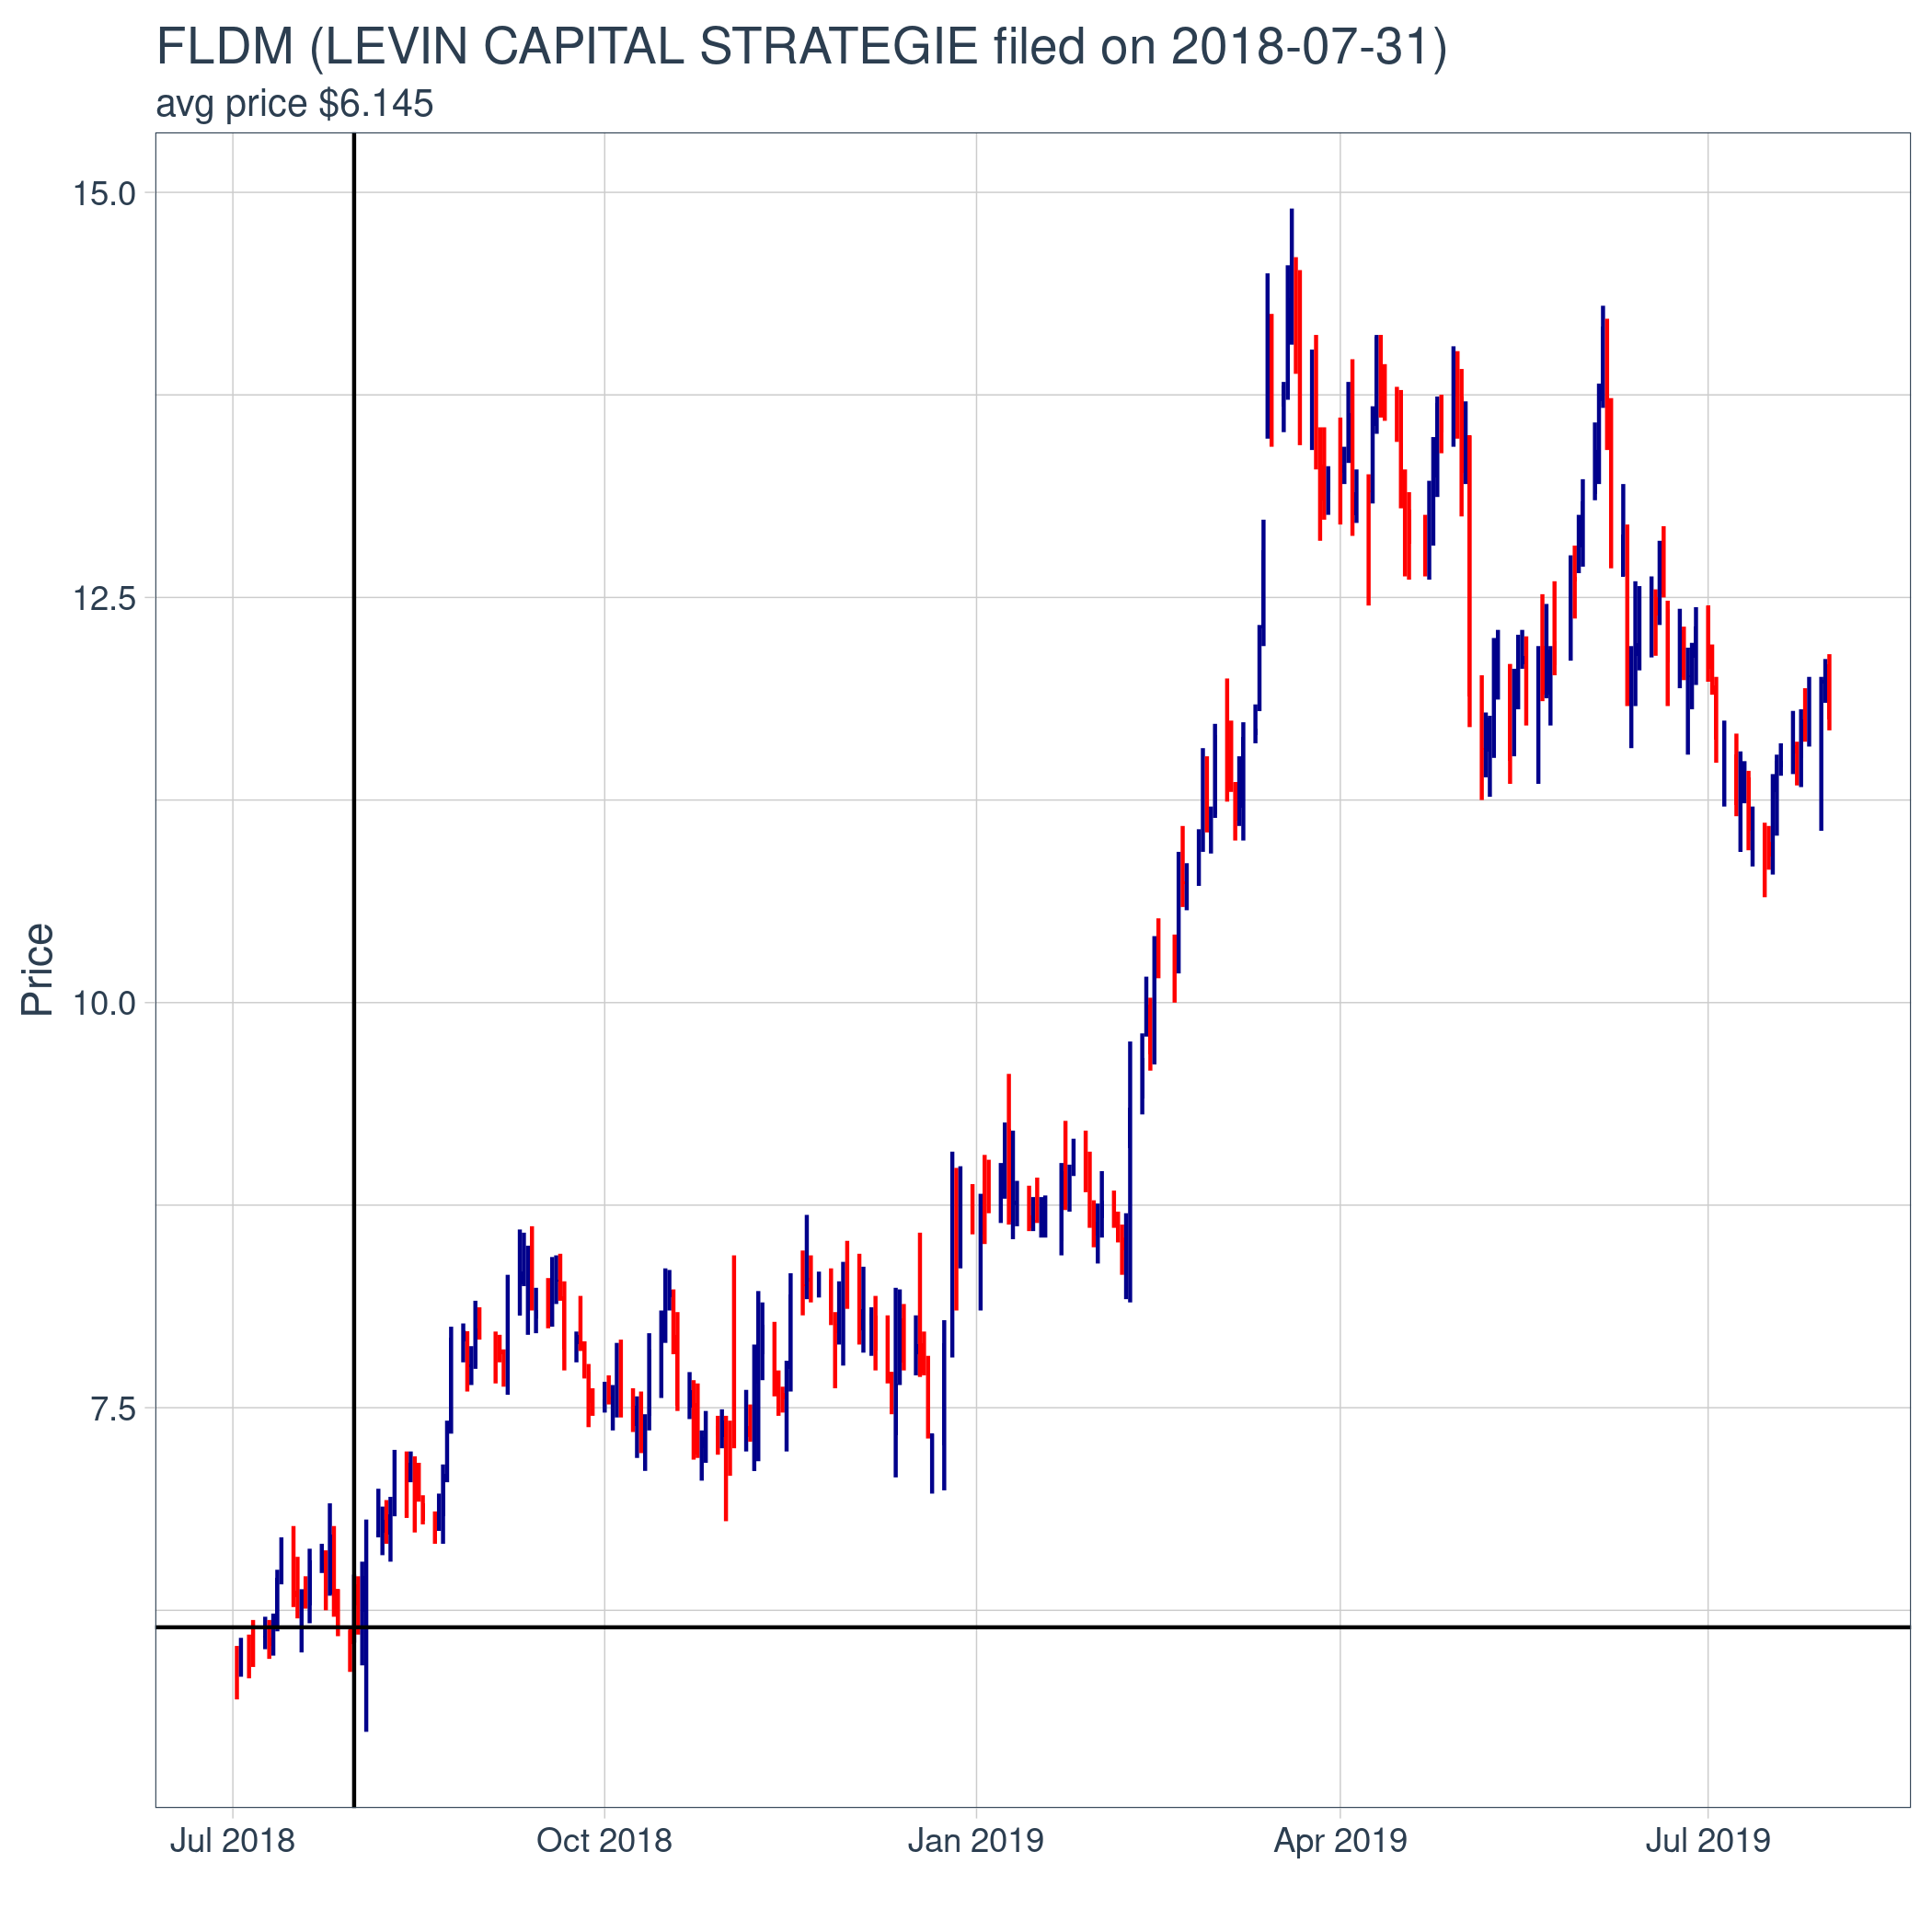 FLDM (LEVIN CAPITAL STRATEGIE filed on 2018-07-31)
avg price $6.145
15.0
12.5
10.0
7.5
Price
Jul 2018 Oct 2018 Jan 2019 Apr 2019 Jul 2019